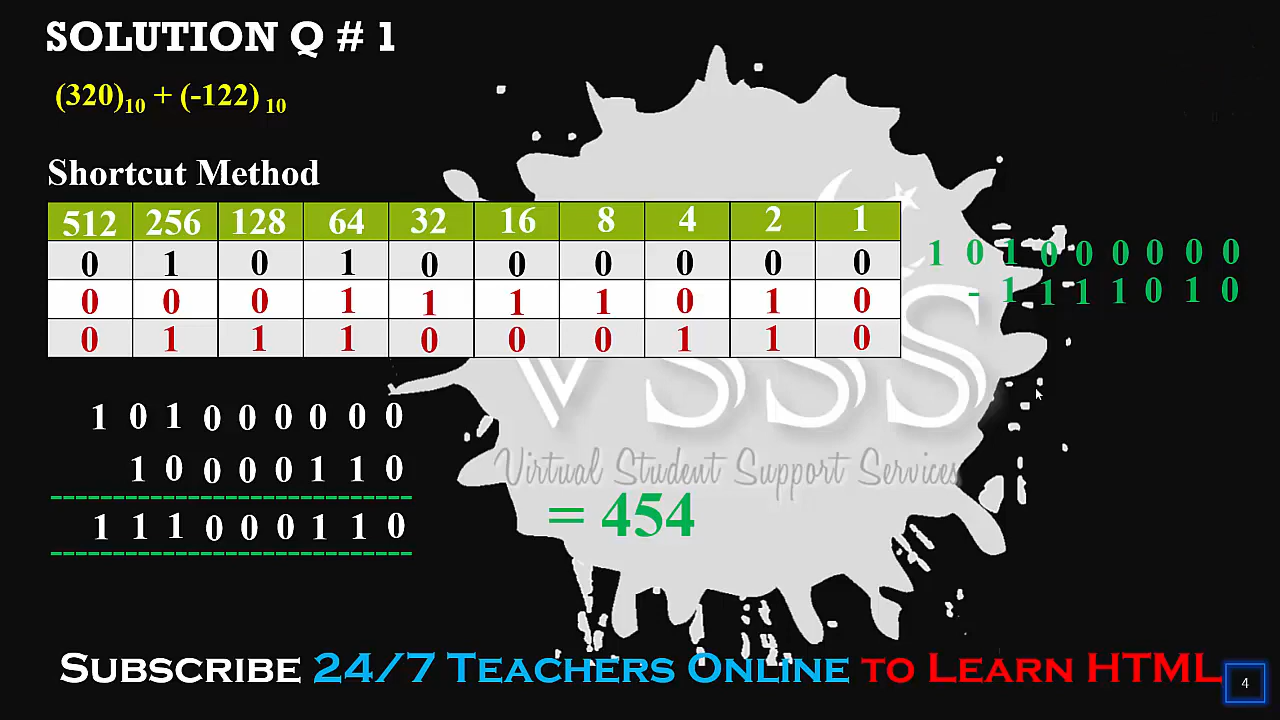 SOLUTION Q # 1
(320)10 + (-122) 10
Shortcut Method
512 256 128 64 32 16 8 4 2 1
0 1 0 1 0 0 0 0 0 0
0 0 0 1 1 1 1 0 1 0
0 1 1 1 0 0 0 1 1 0
1 0 1 0 0 0 0 0 0
- 1 1 1 1 0 1 0
1 0 1 0 0 0 0 0 0
1 0 0 0 0 1 1 0
1 1 1 0 0 0 1 1 0
= 454
VSSS
Virtual Student Support Services
SUBSCRIBE 24/7 TEACHERS ONLINE TO LEARN HTML
4